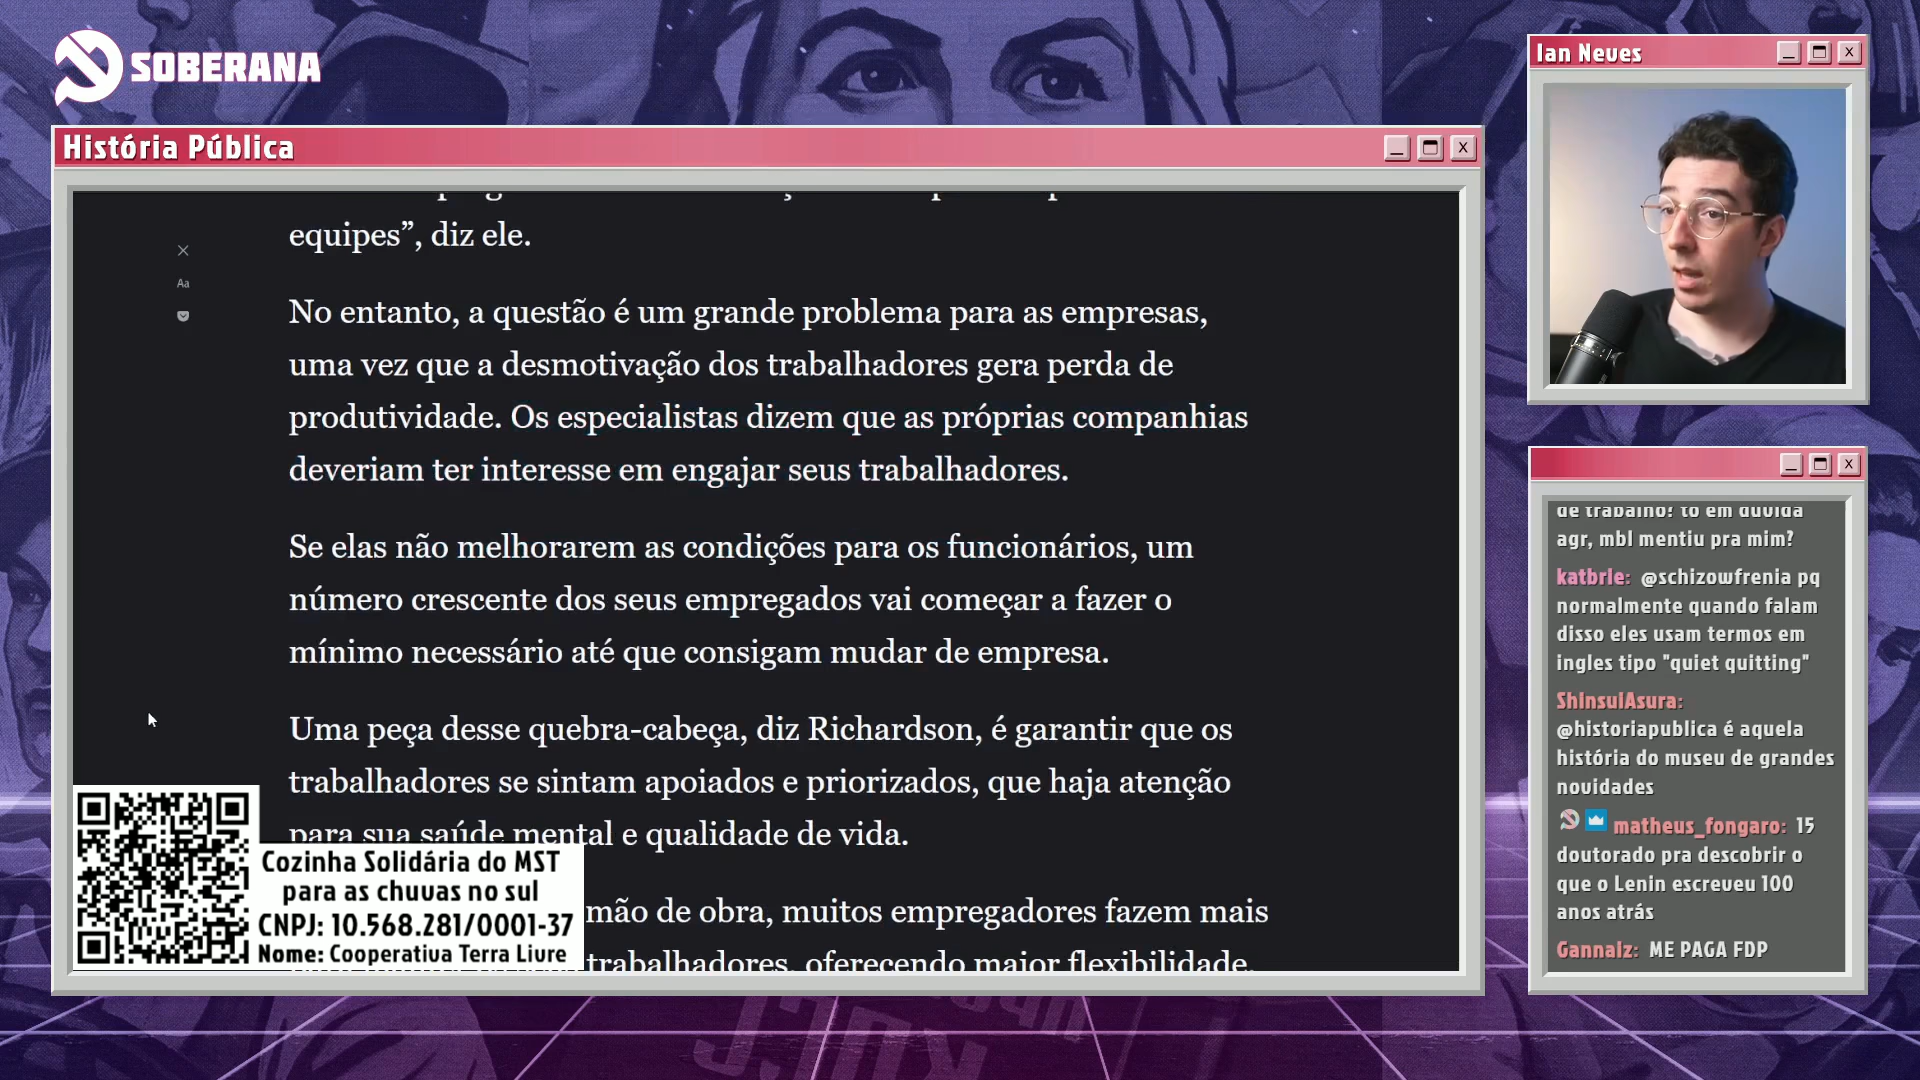 SOBERANA
História Pública
equipes”, diz ele.
No entanto, a questão é um grande problema para as empresas,
uma vez que a desmotivação dos trabalhadores gera perda de
produtividade. Os especialistas dizem que as próprias companhias
deveriam ter interesse em engajar seus trabalhadores.
Se elas não melhorarem as condições para os funcionários, um
número crescente dos seus empregados vai começar a fazer o
mínimo necessário até que consigam mudar de empresa.
Uma peça desse quebra-cabeça, diz Richardson, é garantir que os
trabalhadores se sintam apoiados e priorizados, que haja atenção
para sua saúde mental e qualidade de vida.
mão de obra, muitos empregadores fazem mais
trabalhadores, oferecendo maior flexibilidade,
Aa
Cozinha Solidária do MST
para as chuvas no sul
CNPJ: 10.568.281/0001-37
Nome: Cooperativa Terra Livre
Ian Neves
de trabalho? to em duvida
agr, mbl mentiu pra mim?
katbrle: @schizowfrenia pq
normalmente quando falam
disso eles usam termos em
ingles tipo "quiet quitting"
ShinsuiAsura:
@historiapublica é aquela
história do museu de grandes
novidades
matheus_fongaro: 15
doutorado pra descobrir o
que o Lenin escreveu 100
anos atrás
Gannaiz: ME PAGA FDP